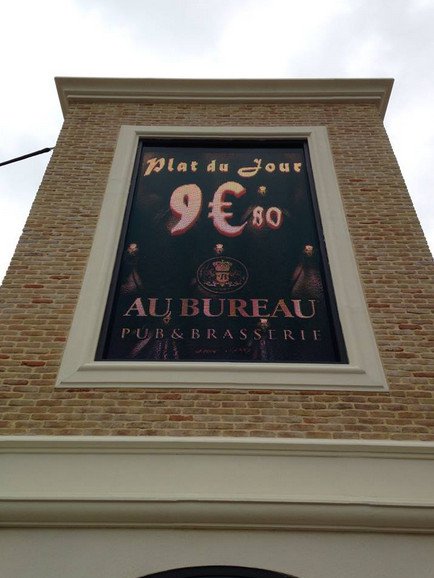 Plat du Jour
9€80
AU BUREAU
PUB & BRASSERIE